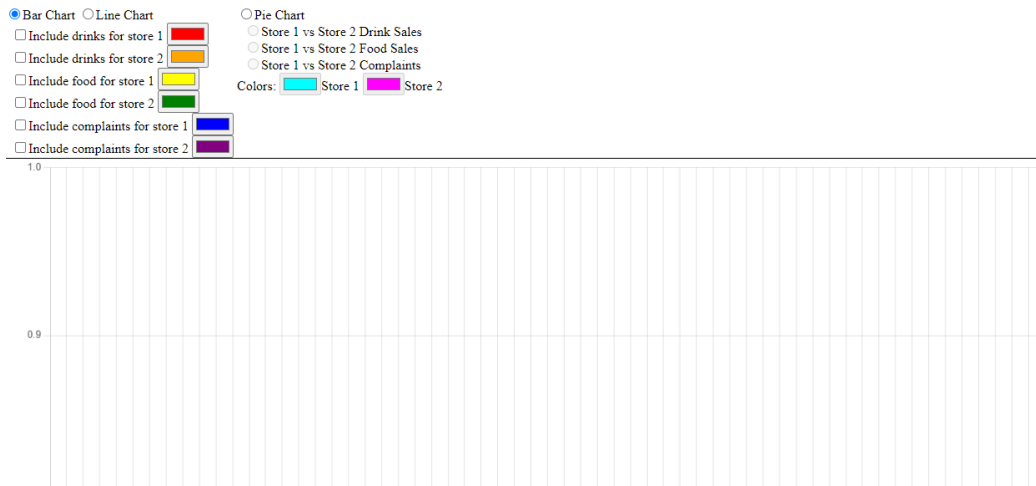 Bar Chart Line Chart
Include drinks for store 1
Include drinks for store 2
Include food for store 1
Include food for store 2
Include complaints for store 1
Include complaints for store 2
Pie Chart
Store 1 vs Store 2 Drink Sales
Store 1 vs Store 2 Food Sales
Store 1 vs Store 2 Complaints
Colors: Store 1 Store 2
1.0
0.9